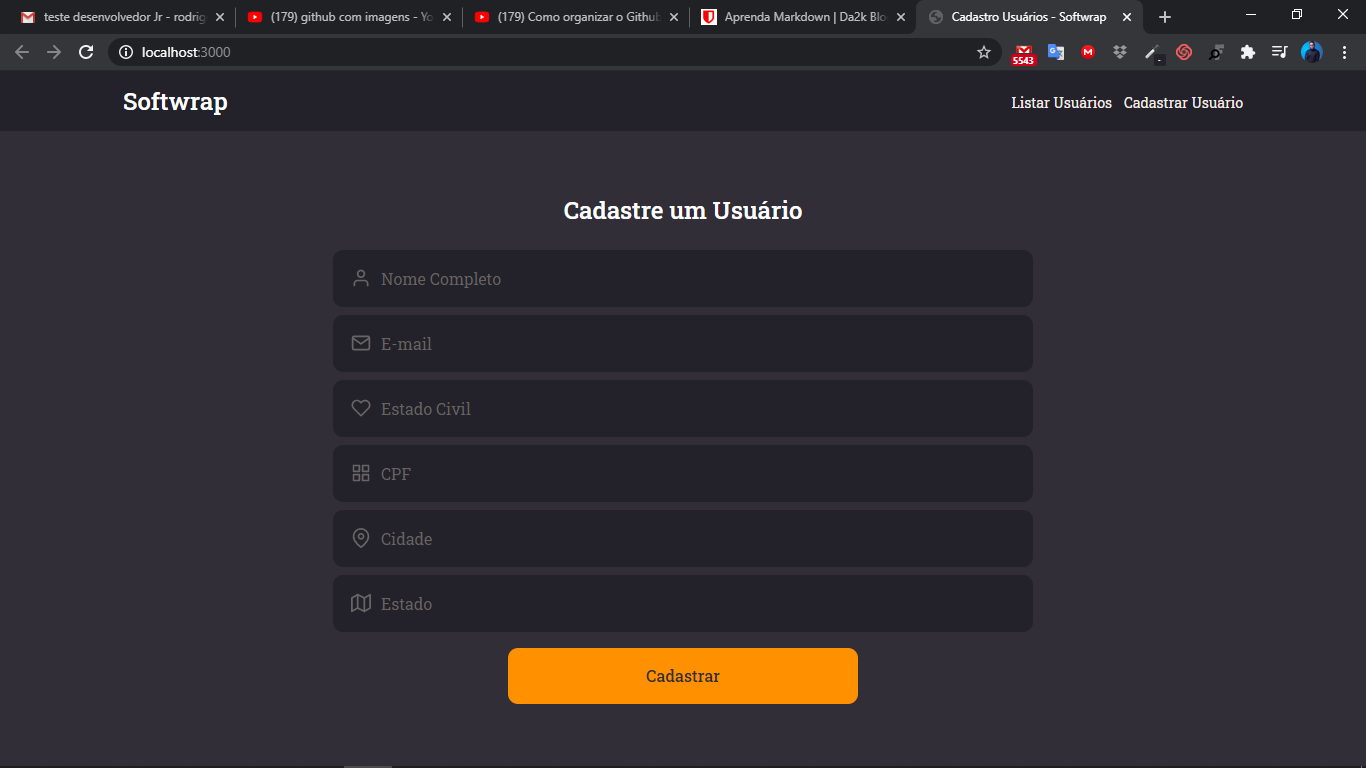 teste desenvolvedor Jr - rodrig
(179) github com imagens - Yo
(179) Como organizar o Github
Aprenda Markdown | Da2k Blo
Cadastro Usuários - Softwrap
localhost:3000
5543
Softwrap
Listar Usuários
Cadastrar Usuário
Cadastre um Usuário
Nome Completo
E-mail
Estado Civil
CPF
Cidade
Estado
Cadastrar